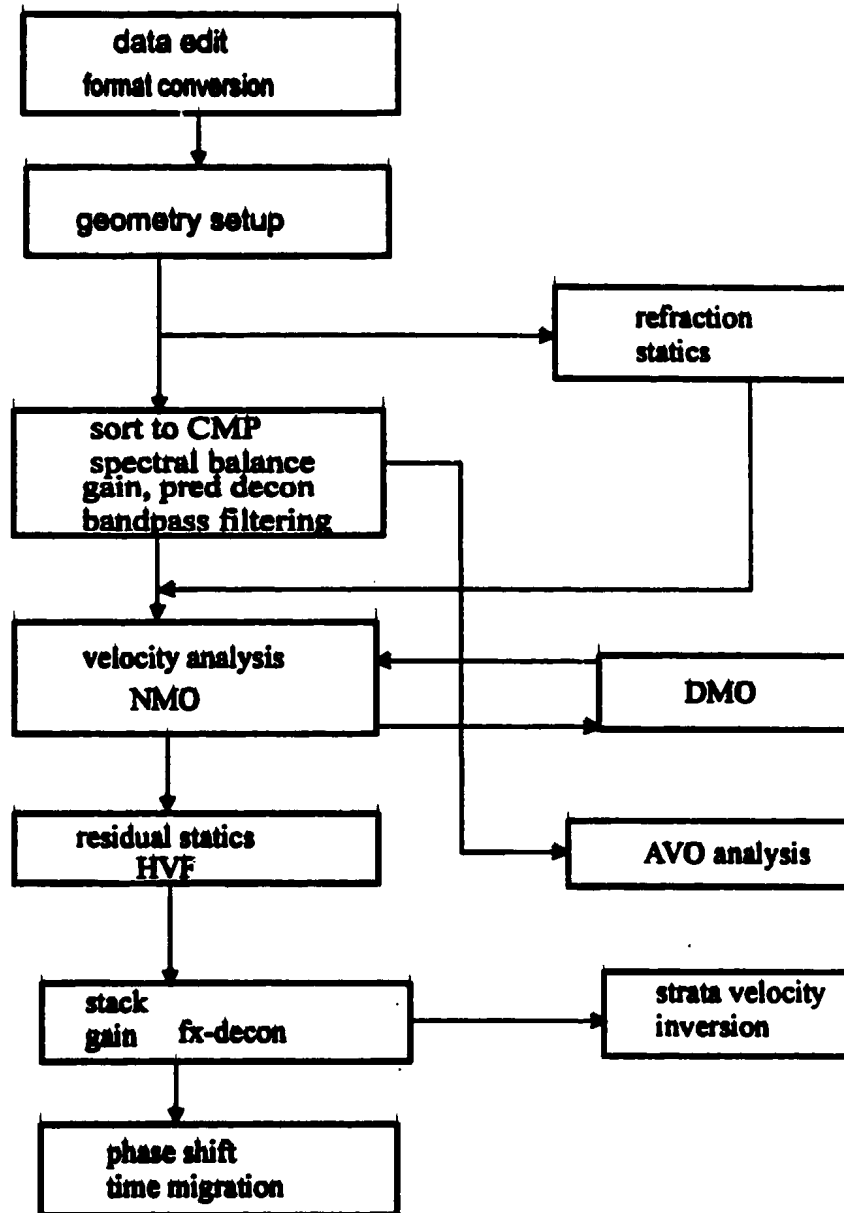 data edit
format conversion
geometry setup
refraction
statics
sort to CMP
spectral balance
gain, pred decon
bandpass filtering
velocity analysis
NMO
DMO
residual statics
HVF
AVO analysis
stack
gain fx-decon
strata velocity
inversion
phase shift
time migration